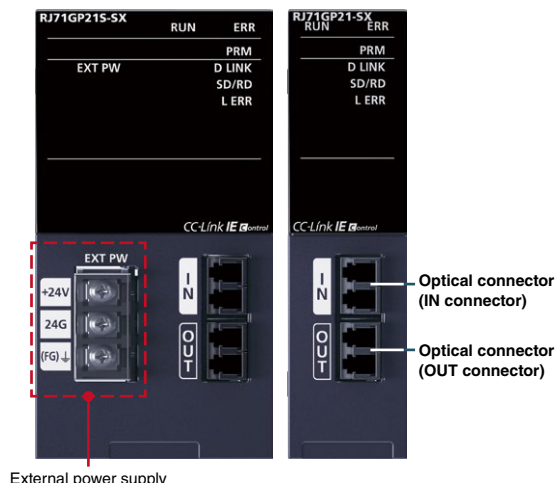 RJ71GP21S-SX
RUN ERR
PRM
EXT PW D LINK
SD/RD
L ERR
CC-Link IE Control
EXT PW
+24V
24G
(FG)
IN
OUT
RJ71GP21-SX
RUN ERR
PRM
D LINK
SD/RD
L ERR
CC-Link IE Control
IN
OUT
Optical connector
(IN connector)
Optical connector
(OUT connector)
External power supply